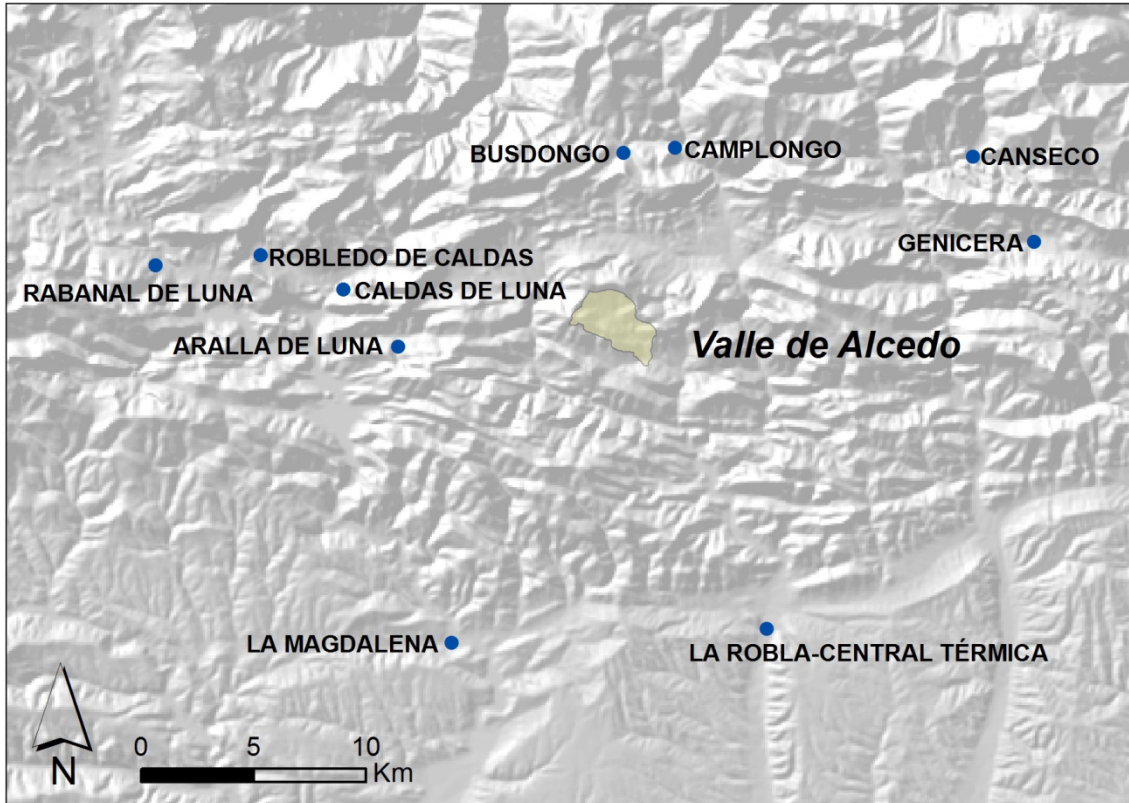 BUSDONGO
CAMPLONGO
CANSECO
GENICERA
ROBLEDO DE CALDAS
RABANAL DE LUNA
CALDAS DE LUNA
ARALLA DE LUNA
Valle de Alcedo
LA MAGDALENA
LA ROBLA-CENTRAL TÉRMICA
N
0 5 10
Km